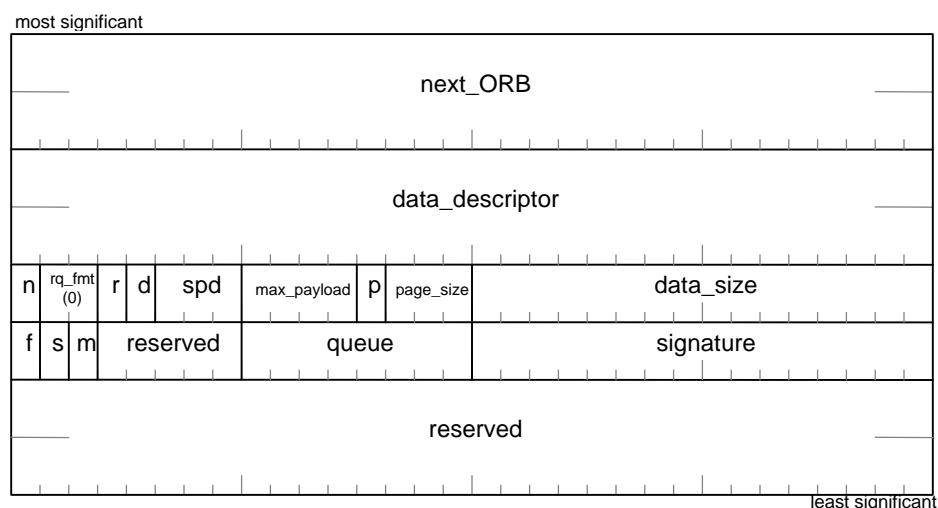 most significant
next_ORB
data_descriptor
n rq_fmt (0) r d spd max_payload p page_size data_size
f s m reserved queue signature
reserved
least significant